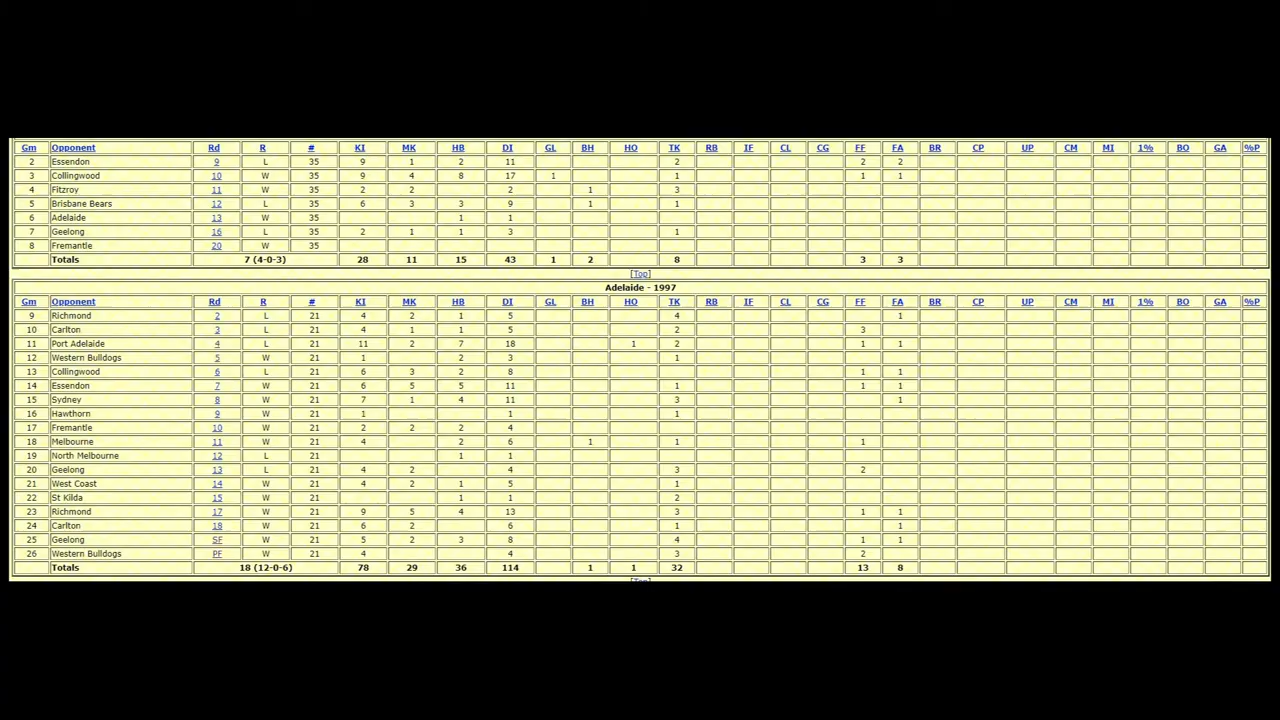 Gm Opponent Rd R # KI MK HB DI GL BH HO TK RB IF CL CG FF FA BR CP UP CM MI 1% BO GA %P
2 Essendon 9 L 35 9 1 2 11 2 2 2
3 Collingwood 10 W 35 9 4 8 17 1 1 1 1
4 Fitzroy 11 W 35 2 2 2 1 3
5 Brisbane Bears 12 L 35 6 3 3 9 1 1
6 Adelaide 13 W 35 1 1
7 Geelong 16 L 35 2 1 1 3 1
8 Fremantle 20 W 35
Totals 7 (4-0-3) 28 11 15 43 1 2 8 3 3
[Top]
Adelaide - 1997
Gm Opponent Rd R # KI MK HB DI GL BH HO TK RB IF CL CG FF FA BR CP UP CM MI 1% BO GA %P
9 Richmond 2 L 21 4 2 1 5 4 1
10 Carlton 3 L 21 4 1 1 5 2 3
11 Port Adelaide 4 L 21 11 2 7 18 1 2 1 1
12 Western Bulldogs 5 W 21 1 2 3 1
13 Collingwood 6 L 21 6 3 2 8 1 1
14 Essendon 7 W 21 6 5 5 11 1 1 1
15 Sydney 8 W 21 7 1 4 11 3 1
16 Hawthorn 9 W 21 1 1 1
17 Fremantle 10 W 21 2 2 2 4
18 Melbourne 11 W 21 4 2 6 1 1 1
19 North Melbourne 12 L 21 1 1
20 Geelong 13 L 21 4 2 4 3 2
21 West Coast 14 W 21 4 2 1 5 1
22 St Kilda 15 W 21 1 1 2
23 Richmond 17 W 21 9 5 4 13 3 1 1
24 Carlton 18 W 21 6 2 6 1 1
25 Geelong SF W 21 5 2 3 8 4 1 1
26 Western Bulldogs PF W 21 4 4 3 2
Totals 18 (12-0-6) 78 29 36 114 1 1 32 13 8